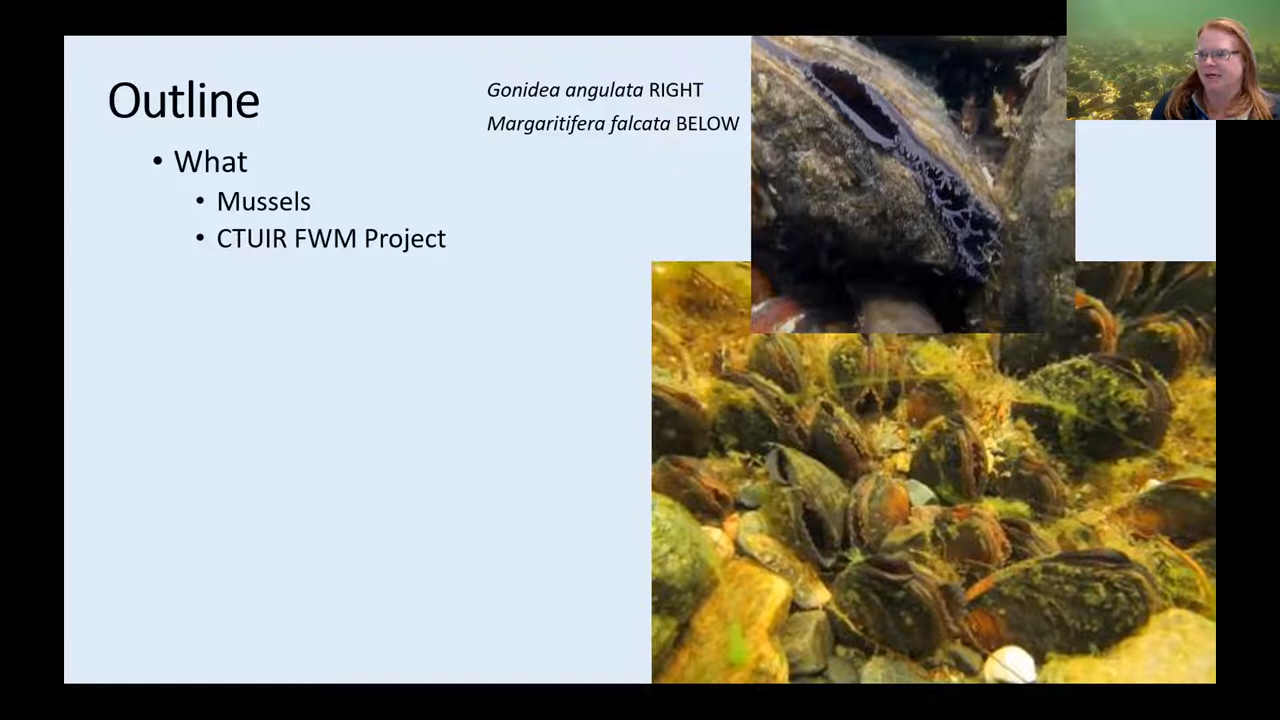 Outline
Gonidea angulata RIGHT
Margaritifera falcata BELOW
• What
• Mussels
• CTUIR FWM Project